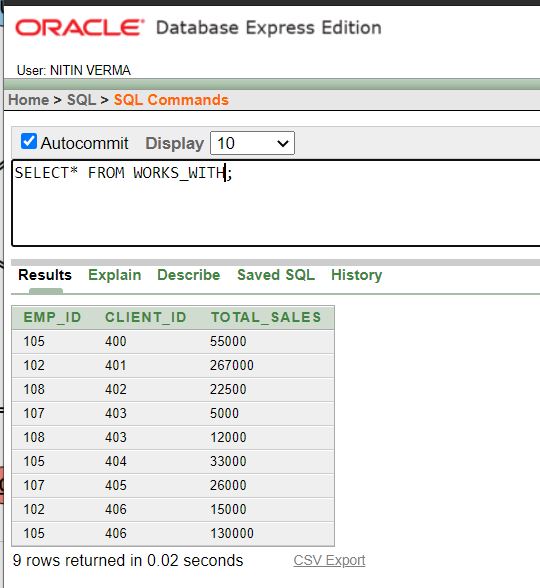 ORACLE® Database Express Edition
User: NITIN VERMA
Home > SQL > SQL Commands
Autocommit Display 10
SELECT* FROM WORKS_WITH;
Results Explain Describe Saved SQL History
EMP_ID CLIENT_ID TOTAL_SALES
105 400 55000
102 401 267000
108 402 22500
107 403 5000
108 403 12000
105 404 33000
107 405 26000
102 406 15000
105 406 130000
9 rows returned in 0.02 seconds CSV Export